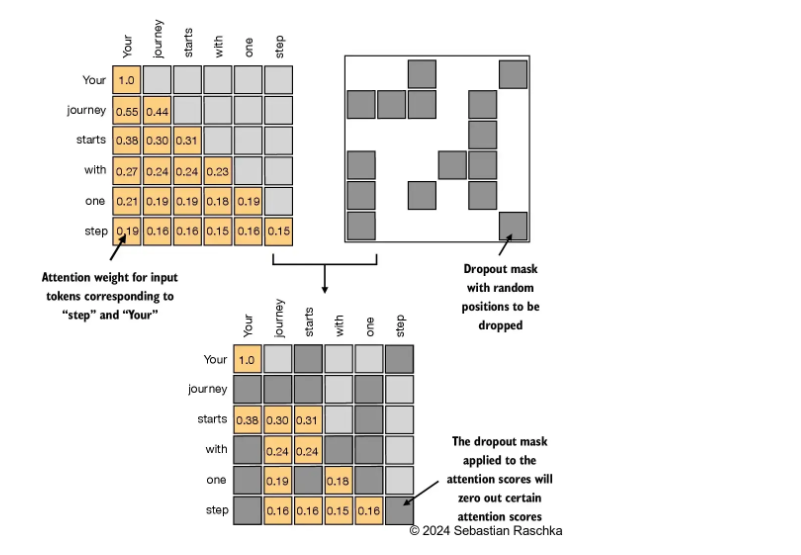 Your journey starts with one step
Your 1.0
journey 0.55 0.44
starts 0.38 0.30 0.31
with 0.27 0.24 0.24 0.23
one 0.21 0.19 0.19 0.18 0.19
step 0.19 0.16 0.16 0.15 0.16 0.15
Attention weight for input
tokens corresponding to
“step” and “Your”
Dropout mask
with random
positions to be
dropped
Your journey starts with one step
Your 1.0
journey
starts 0.38 0.30 0.31
with 0.24 0.24
one 0.19 0.18
step 0.16 0.16 0.15 0.16
The dropout mask
applied to the
attention scores will
zero out certain
attention scores
© 2024 Sebastian Raschka